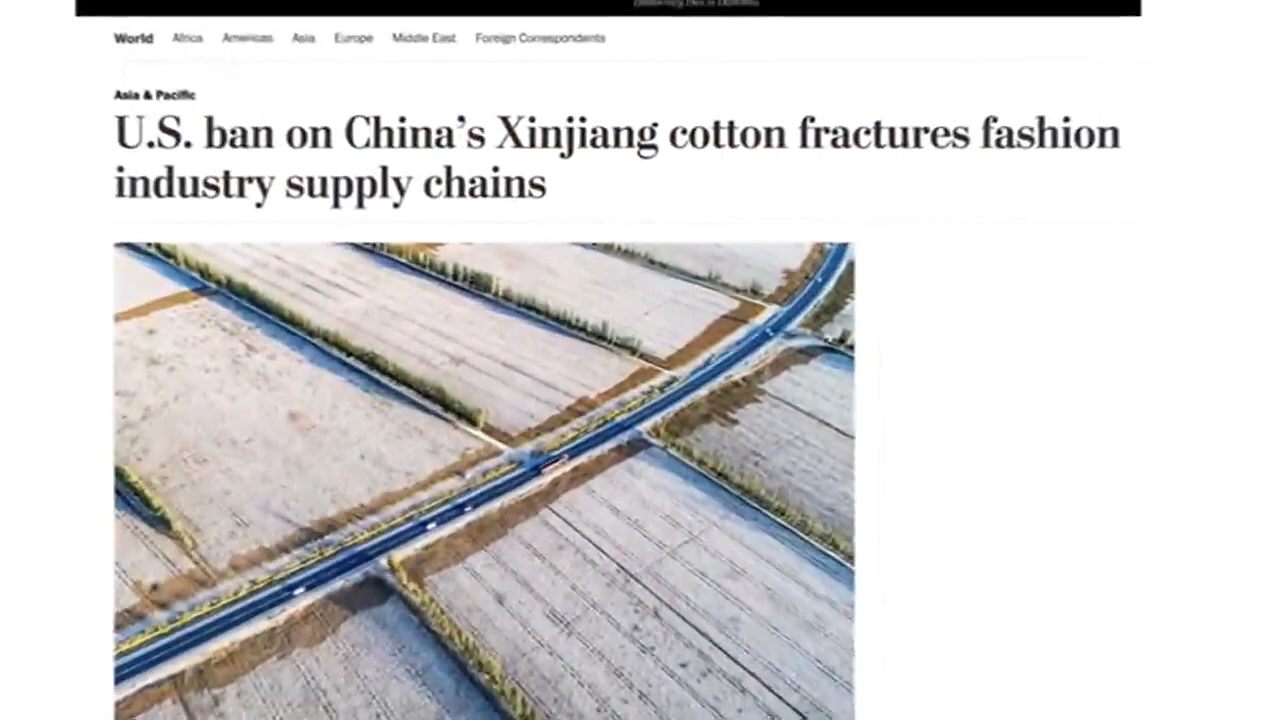 World Africa Americas Asia Europe Middle East Foreign Correspondents
Asia & Pacific
U.S. ban on China's Xinjiang cotton fractures fashion
industry supply chains